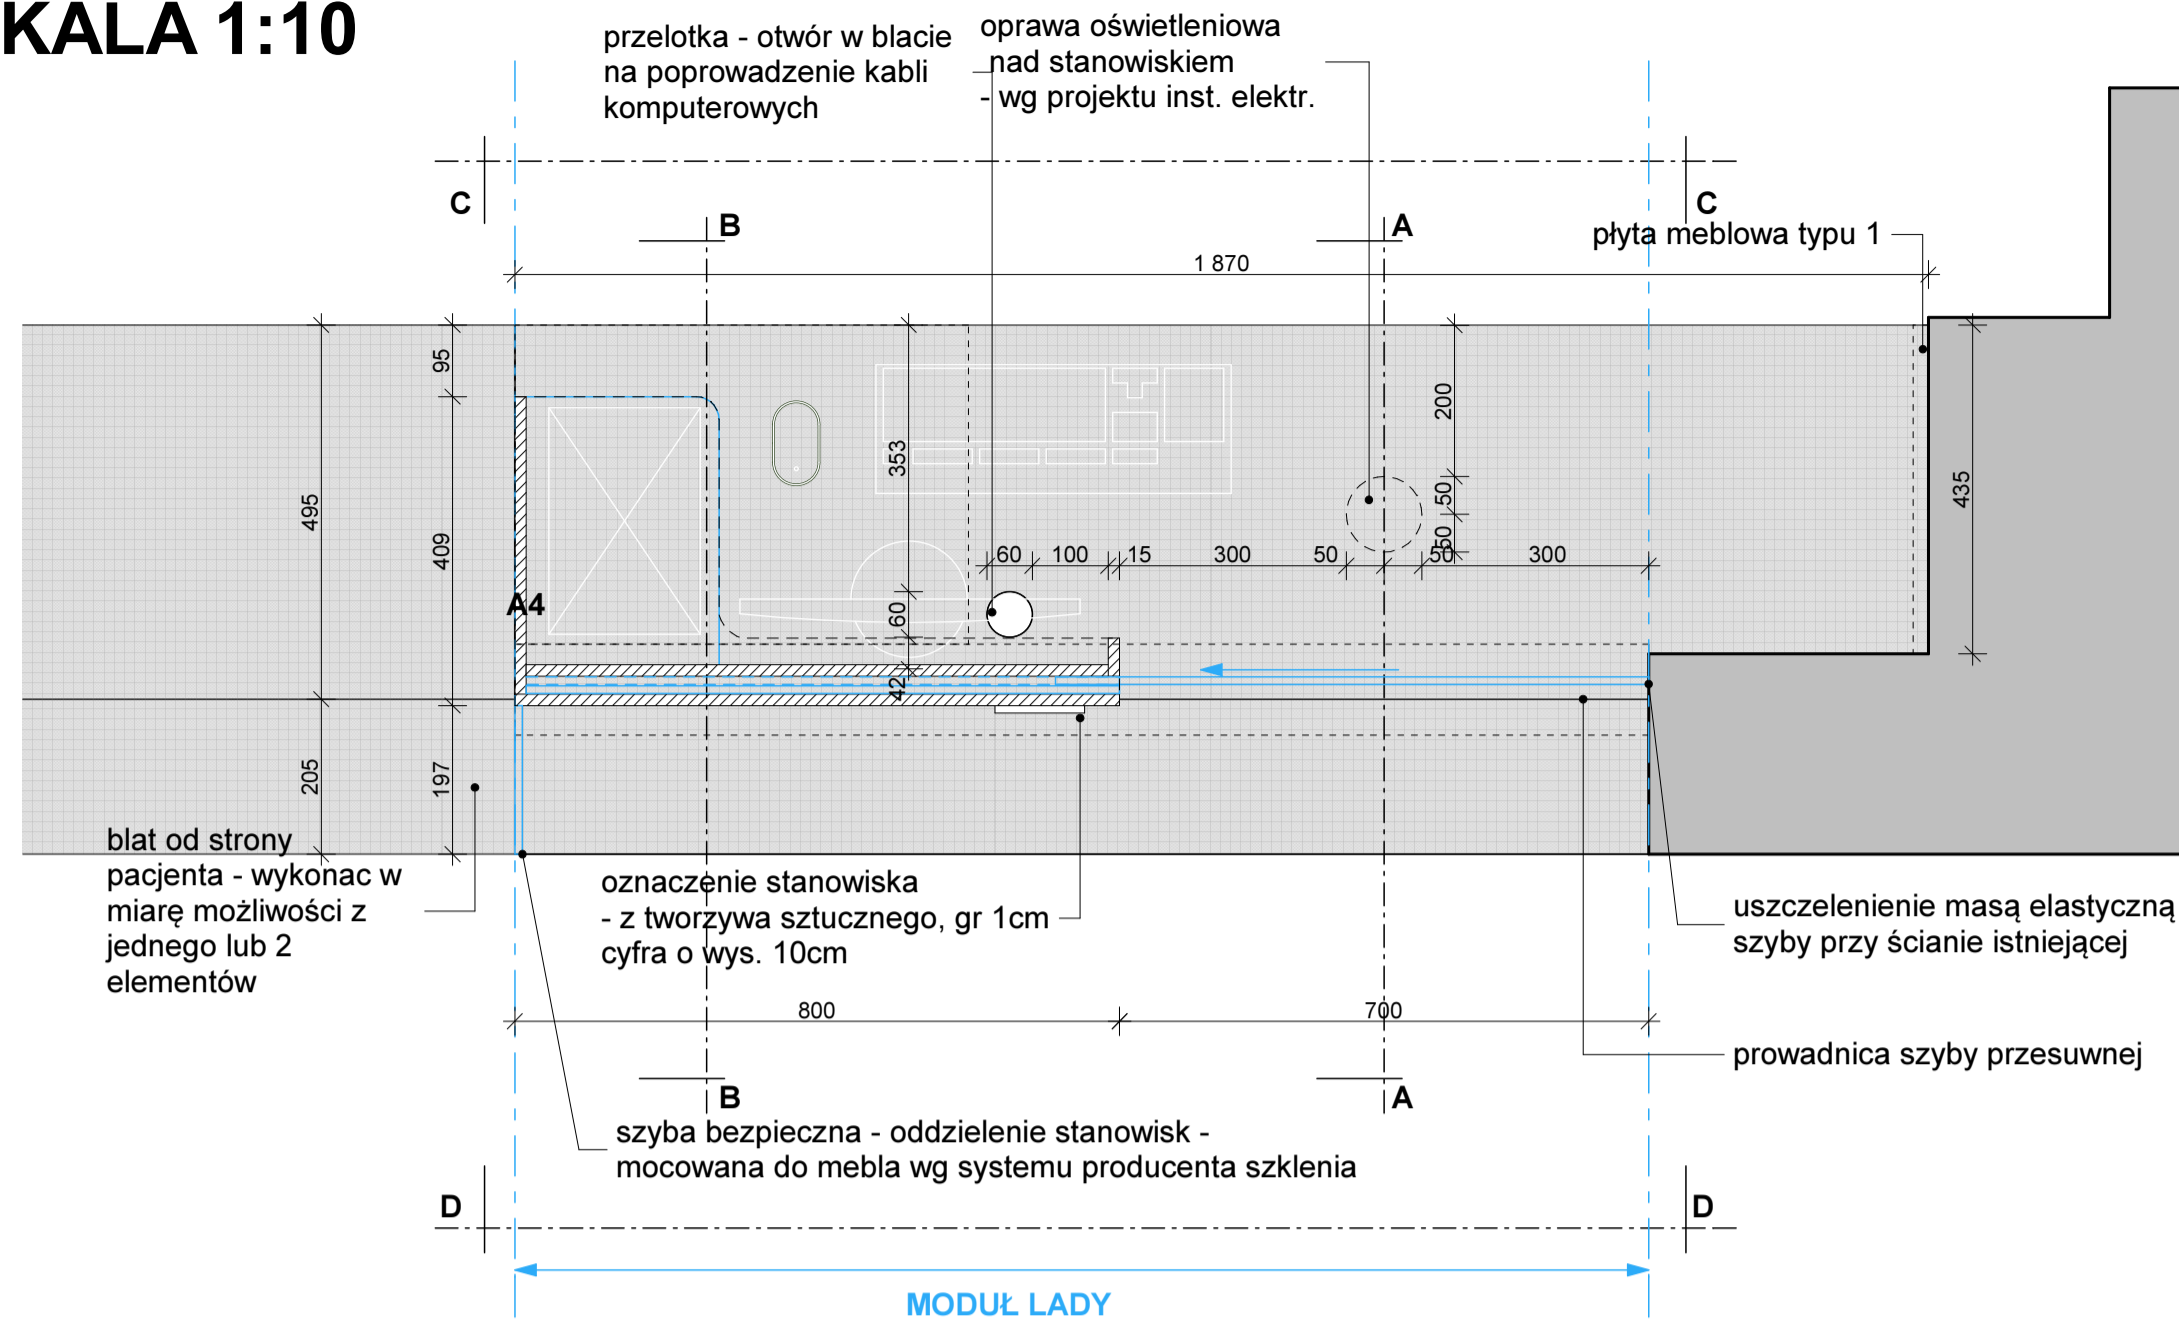 KALA 1:10
przelotka - otwór w blacie
na poprowadzenie kabli
komputerowych
oprawa oświetleniowa
nad stanowiskiem
- wg projektu inst. elektr.
C
C
B
A
płyta meblowa typu 1
1 870
95
200
353
495
50
435
409
50
60
100
15
300
50
50
300
A4
60
42
205
197
blat od strony
pacjenta - wykonac w
miarę możliwości z
jednego lub 2
elementów
oznaczenie stanowiska
- z tworzywa sztucznego, gr 1cm
cyfra o wys. 10cm
uszczelenienie masą elastyczną
szyby przy ścianie istniejącej
800
700
prowadnica szyby przesuwnej
B
A
szyba bezpieczna - oddzielenie stanowisk -
mocowana do mebla wg systemu producenta szklenia
D
D
MODUŁ LADY